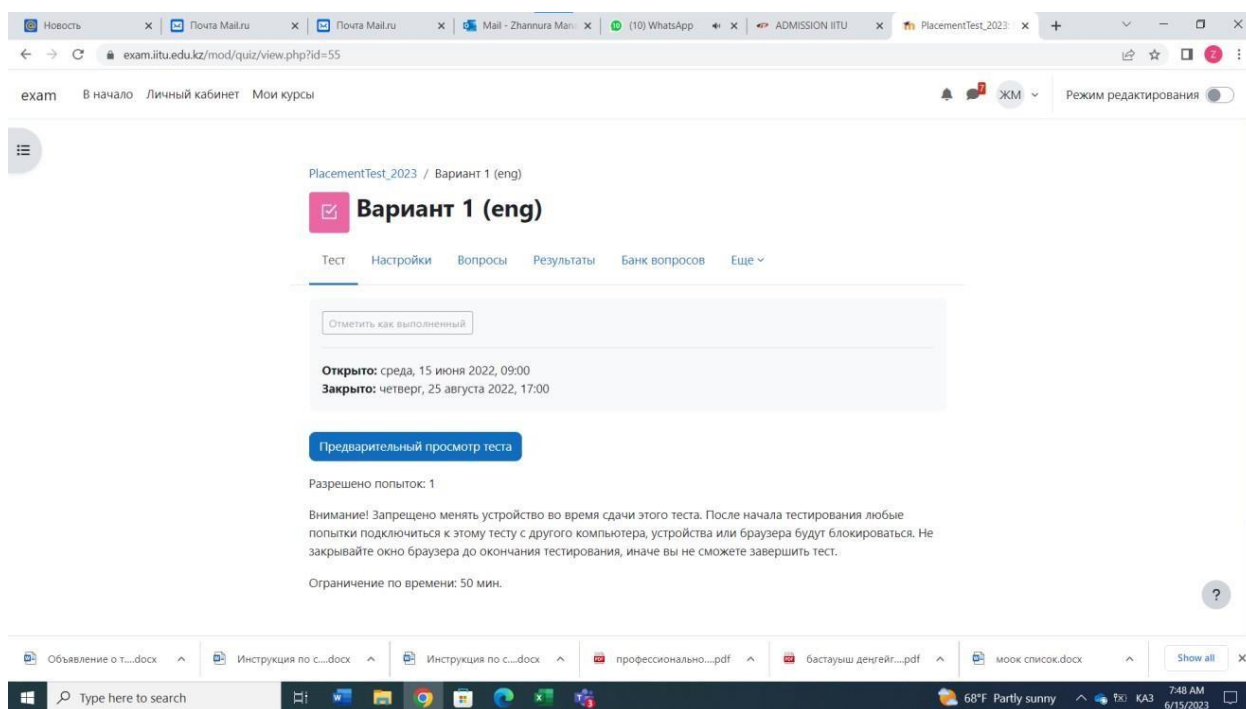 Новость
Почта Mail.ru
Почта Mail.ru
Mail - Zhannura Man
(10) WhatsApp
ADMISSION IITU
PlacementTest_2023:
exam.iitu.edu.kz/mod/quiz/view.php?id=55
Z
exam В начало Личный кабинет Мои курсы
7
ЖМ
Режим редактирования
PlacementTest_2023 / Вариант 1 (eng)
Вариант 1 (eng)
Тест Настройки Вопросы Результаты Банк вопросов Еще
Отметить как выполненный
Открыто: среда, 15 июня 2022, 09:00
Закрыто: четверг, 25 августа 2022, 17:00
Предварительный просмотр теста
Разрешено попыток: 1
Внимание! Запрещено менять устройство во время сдачи этого теста. После начала тестирования любые
попытки подключиться к этому тесту с другого компьютера, устройства или браузера будут блокироваться. Не
закрывайте окно браузера до окончания тестирования, иначе вы не сможете завершить тест.
Ограничение по времени: 50 мин.
?
Объявление о т....docx
Инструкция по с....docx
Инструкция по с....docx
профессионально....pdf
бастауыш деңгейг....pdf
моок список.docx
Show all
Type here to search
68°F Partly sunny
КАЗ
7:48 AM
6/15/2023